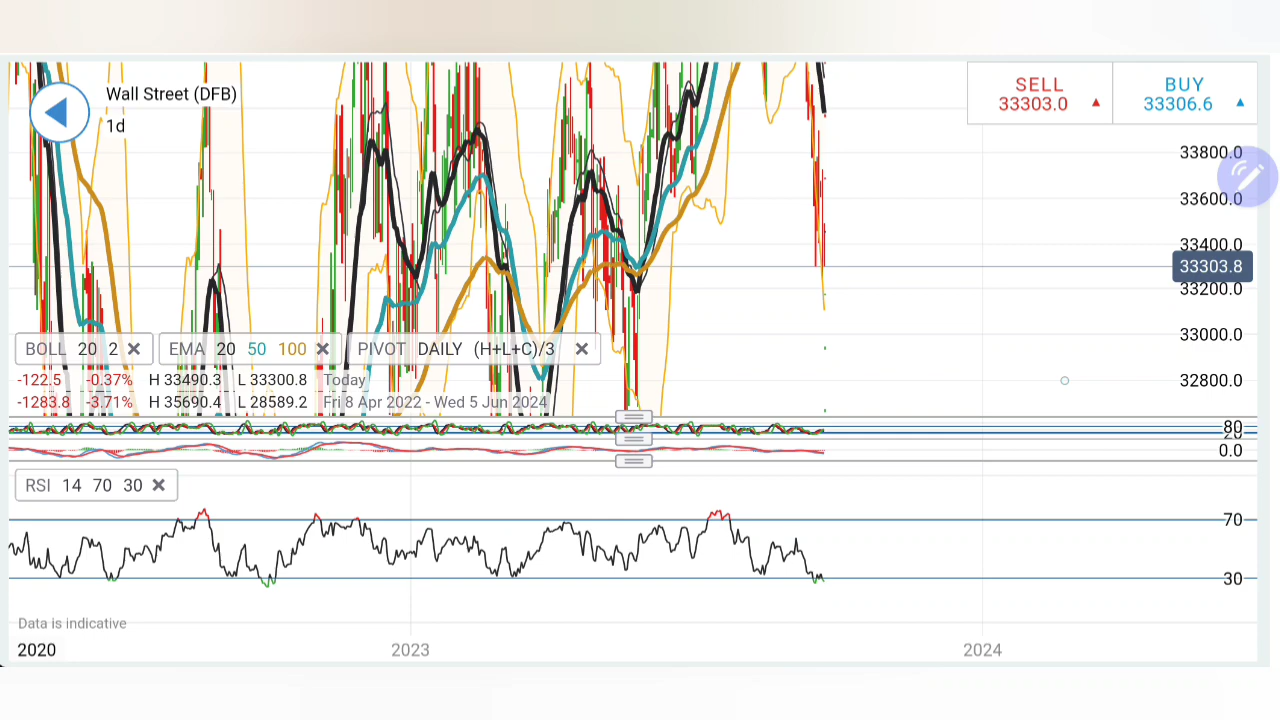 Wall Street (DFB)
1d
SELL
33303.0
BUY
33306.6
33800.0
33600.0
33400.0
33303.8
33200.0
33000.0
32800.0
BOLL 20 2
EMA 20 50 100
PIVOT DAILY (H+L+C)/3
-122.5 -0.37% H 33490.3 L 33300.8 Today
-1283.8 -3.71% H 35690.4 L 28589.2 Fri 8 Apr 2022 - Wed 5 Jun 2024
80
20
0.0
RSI 14 70 30
70
30
Data is indicative
2020 2023 2024